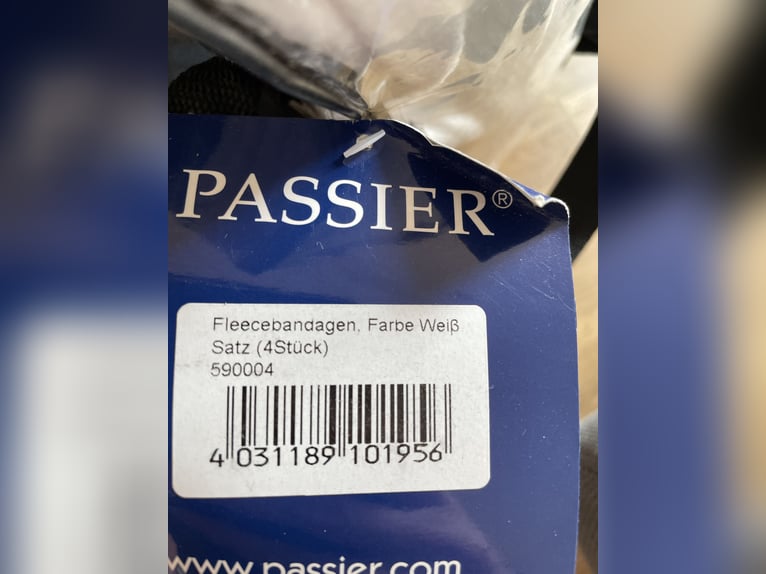 PASSIER®
Fleecebandagen, Farbe Weiß
Satz (4Stück)
590004
4 031189 101956
www.passier.com